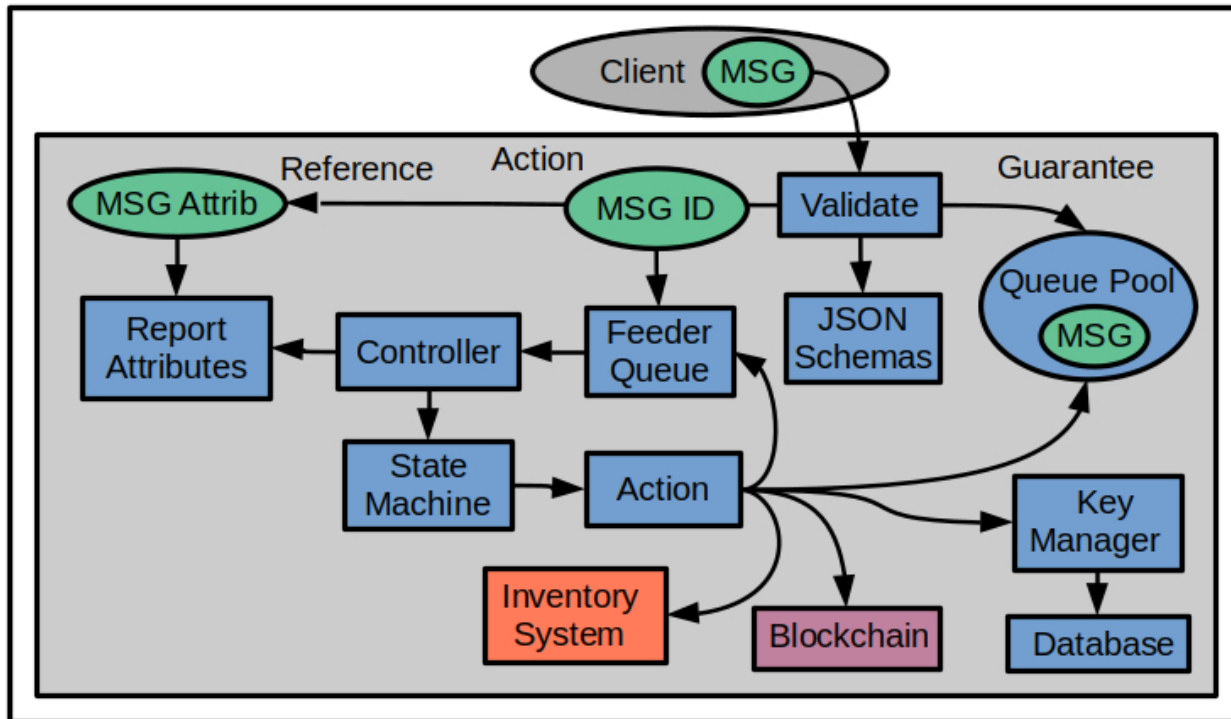 Client
MSG
Reference
Action
Guarantee
MSG Attrib
MSG ID
Validate
Queue Pool
MSG
Report
Attributes
Controller
Feeder
Queue
JSON
Schemas
State
Machine
Action
Key
Manager
Inventory
System
Blockchain
Database